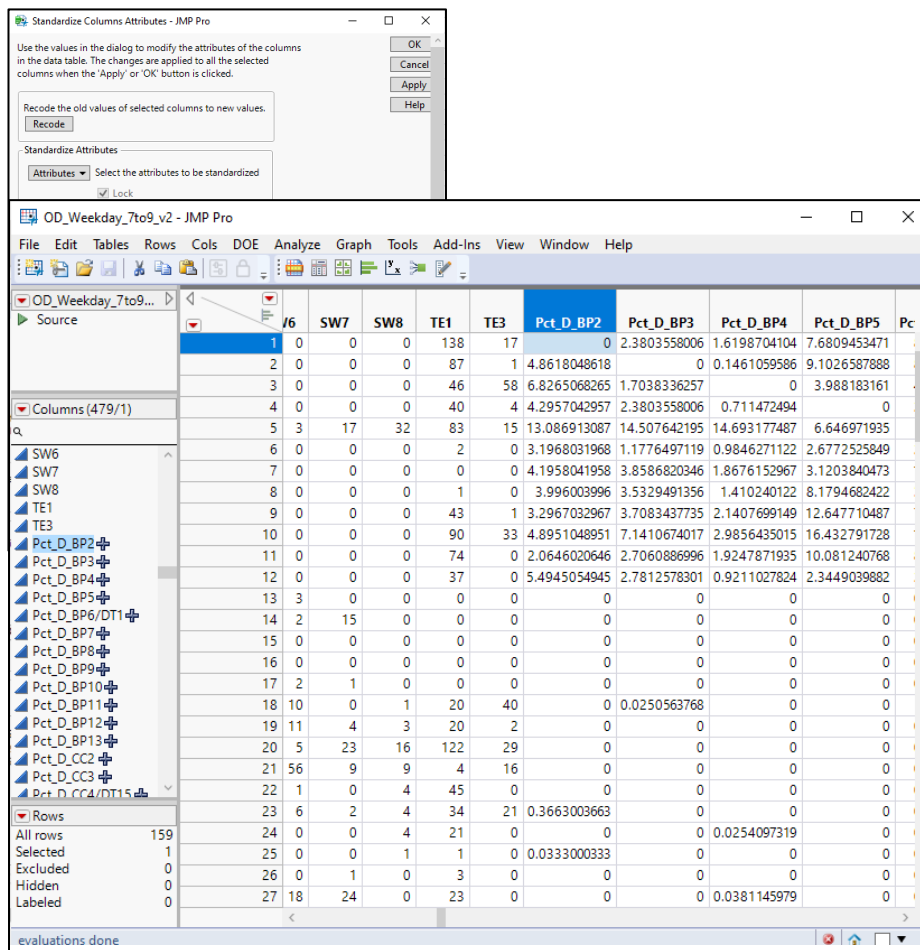 Standardize Columns Attributes - JMP Pro
Use the values in the dialog to modify the attributes of the columns
in the data table. The changes are applied to all the selected
columns when the 'Apply' or 'OK' button is clicked.
OK
Cancel
Apply
Help
Recode the old values of selected columns to new values.
Recode
Standardize Attributes
Attributes Select the attributes to be standardized
Lock
OD_Weekday_7to9_v2 - JMP Pro
File Edit Tables Rows Cols DOE Analyze Graph Tools Add-Ins View Window Help
OD_Weekday_7to9...
Source
Columns (479/1)
SW6
SW7
SW8
TE1
TE3
Pct_D_BP2
Pct_D_BP3
Pct_D_BP4
Pct_D_BP5
Pct_D_BP6/DT1
Pct_D_BP7
Pct_D_BP8
Pct_D_BP9
Pct_D_BP10
Pct_D_BP11
Pct_D_BP12
Pct_D_BP13
Pct_D_CC2
Pct_D_CC3
Pct_D_CC4/DT15
Rows
All rows 159
Selected 1
Excluded 0
Hidden 0
Labeled 0
SW7 SW8 TE1 TE3 Pct_D_BP2 Pct_D_BP3 Pct_D_BP4 Pct_D_BP5
1 0 0 0 138 17 0 2.3803558006 1.6198704104 7.6809453471
2 0 0 0 87 1 4.8618048618 0 0.1461059586 9.1026587888
3 0 0 0 46 58 6.8265068265 1.7038336257 0 3.988183161
4 0 0 0 40 4 4.2957042957 2.3803558006 0.711472494 0
5 3 17 32 83 15 13.086913087 14.507642195 14.693177487 6.646971935
6 0 0 0 2 0 3.1968031968 1.1776497119 0.9846271122 2.6772525849
7 0 0 0 0 0 4.1958041958 3.8586820346 1.8676152967 3.1203840473
8 0 0 0 1 0 3.996003996 3.5329491356 1.410240122 8.1794682422
9 0 0 0 43 1 3.2967032967 3.7083437735 2.1407699149 12.647710487
10 0 0 0 90 33 4.8951048951 7.1410674017 2.9856435015 16.432791728
11 0 0 0 74 0 2.0646020646 2.7060886996 1.9247871935 10.081240768
12 0 0 0 37 0 5.4945054945 2.7812578301 0.9211027824 2.3449039882
13 3 0 0 0 0 0 0 0 0
14 2 15 0 0 0 0 0 0 0
15 0 0 0 0 0 0 0 0 0
16 0 0 0 0 0 0 0 0 0
17 2 1 0 0 0 0 0 0 0
18 10 0 1 20 40 0 0.0250563768 0 0
19 11 4 3 20 2 0 0 0 0
20 5 23 16 122 29 0 0 0 0
21 56 9 9 4 16 0 0 0 0
22 1 0 4 45 0 0 0 0 0
23 6 2 4 34 21 0.3663003663 0 0 0
24 0 0 4 21 0 0 0 0.0254097319 0
25 0 0 1 1 0 0.0333000333 0 0 0
26 0 1 0 3 0 0 0 0 0
27 18 24 0 23 0 0 0 0.0381145979 0
evaluations done